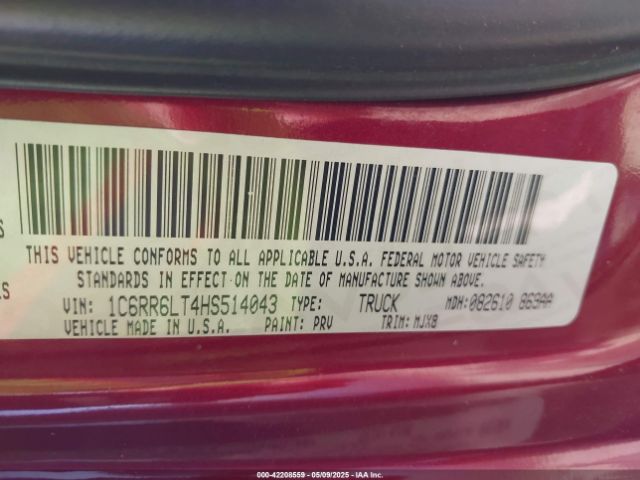 S
THIS VEHICLE CONFORMS TO ALL APPLICABLE U.S.A. FEDERAL MOTOR VEHICLE SAFETY
STANDARDS IN EFFECT ON THE DATE OF MANUFACTURE SHOWN ABOVE.
ES
VIN: 1C6RR6LT4HS514043 TYPE: TRUCK MDH:082610 869AA
VEHICLE MADE IN U.S.A. PAINT: PRV TRIM: MJX8
000-42208559 | 05/09/2025 | IAA Inc.